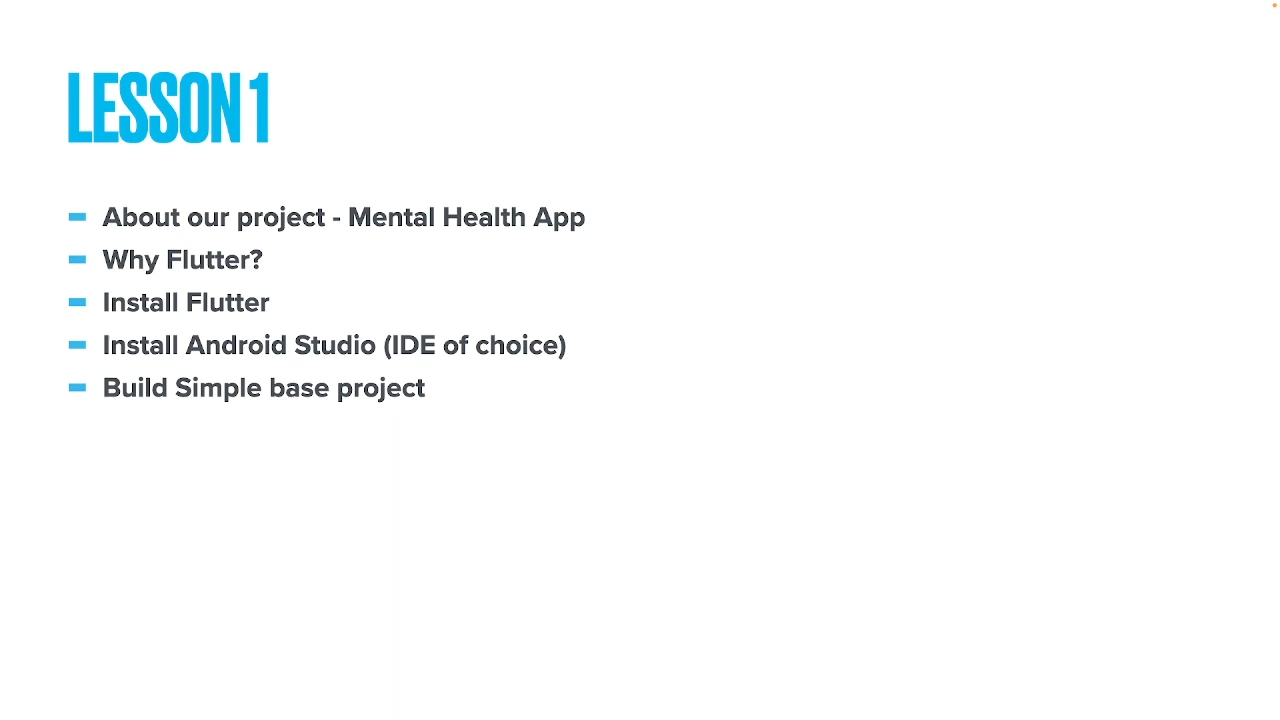 LESSON 1
About our project - Mental Health App
Why Flutter?
Install Flutter
Install Android Studio (IDE of choice)
Build Simple base project